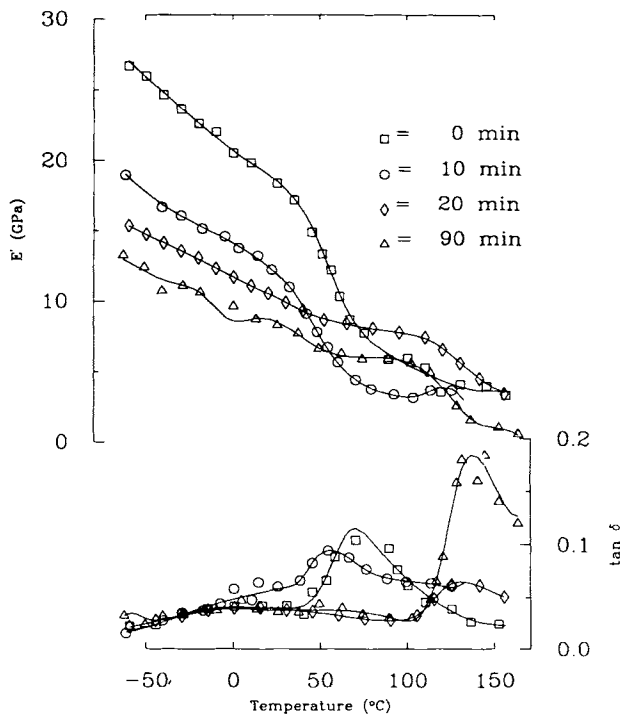 30
20
10
0
E' (GPa)
= 0 min
= 10 min
= 20 min
= 90 min
0.2
0.1
0.0
tan δ
−50 0 50 100 150
Temperature (°C)